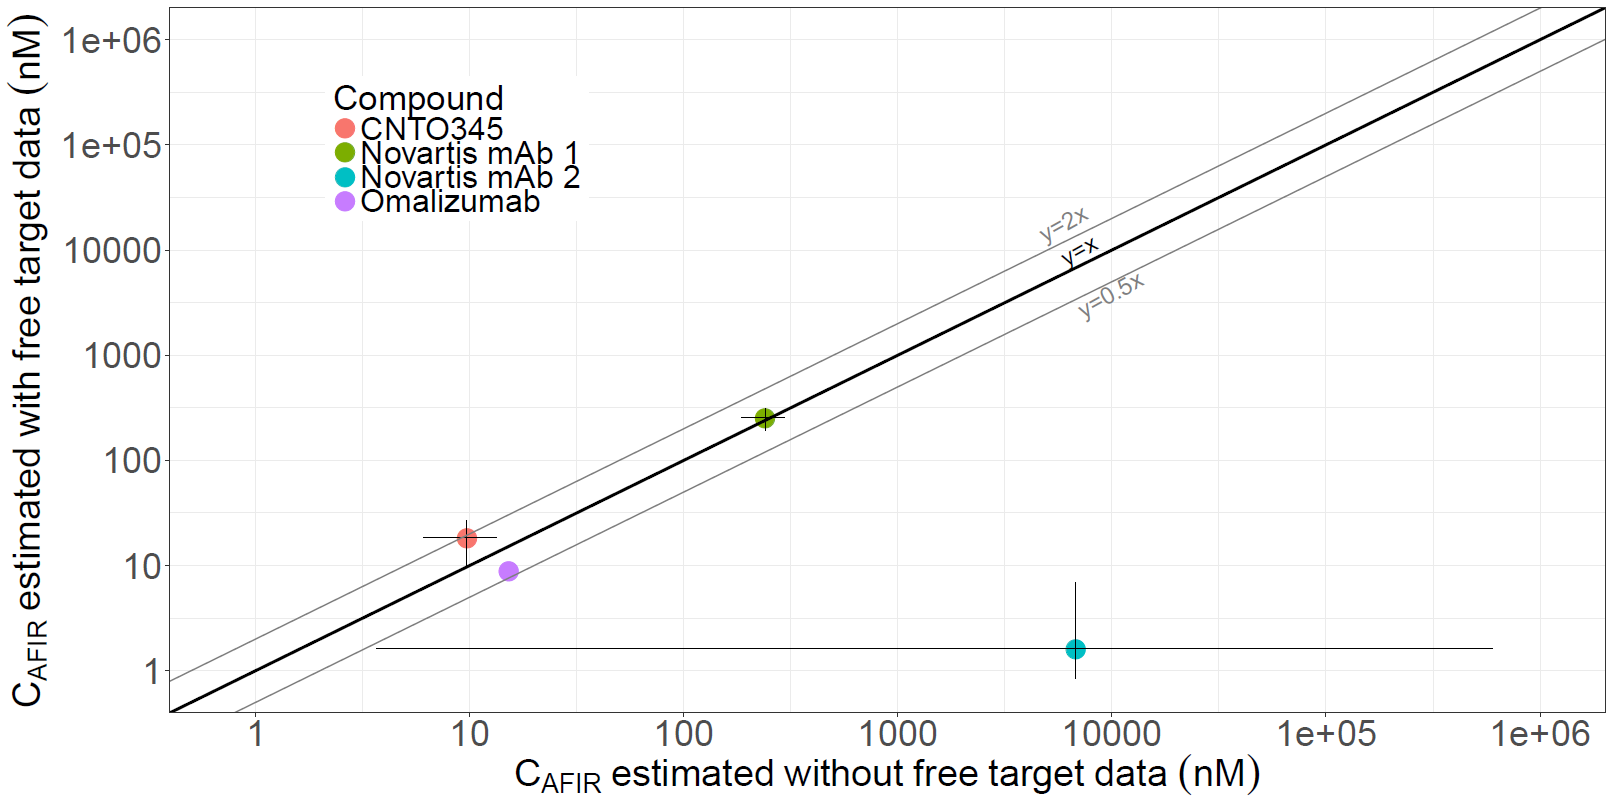 C_AFIR estimated with free target data (nM)
1e+06
1e+05
10000
1000
100
10
1
Compound
CNTO345
Novartis mAb 1
Novartis mAb 2
Omalizumab
y=2x
y=x
y=0.5x
1 10 100 1000 10000 1e+05 1e+06
C_AFIR estimated without free target data (nM)